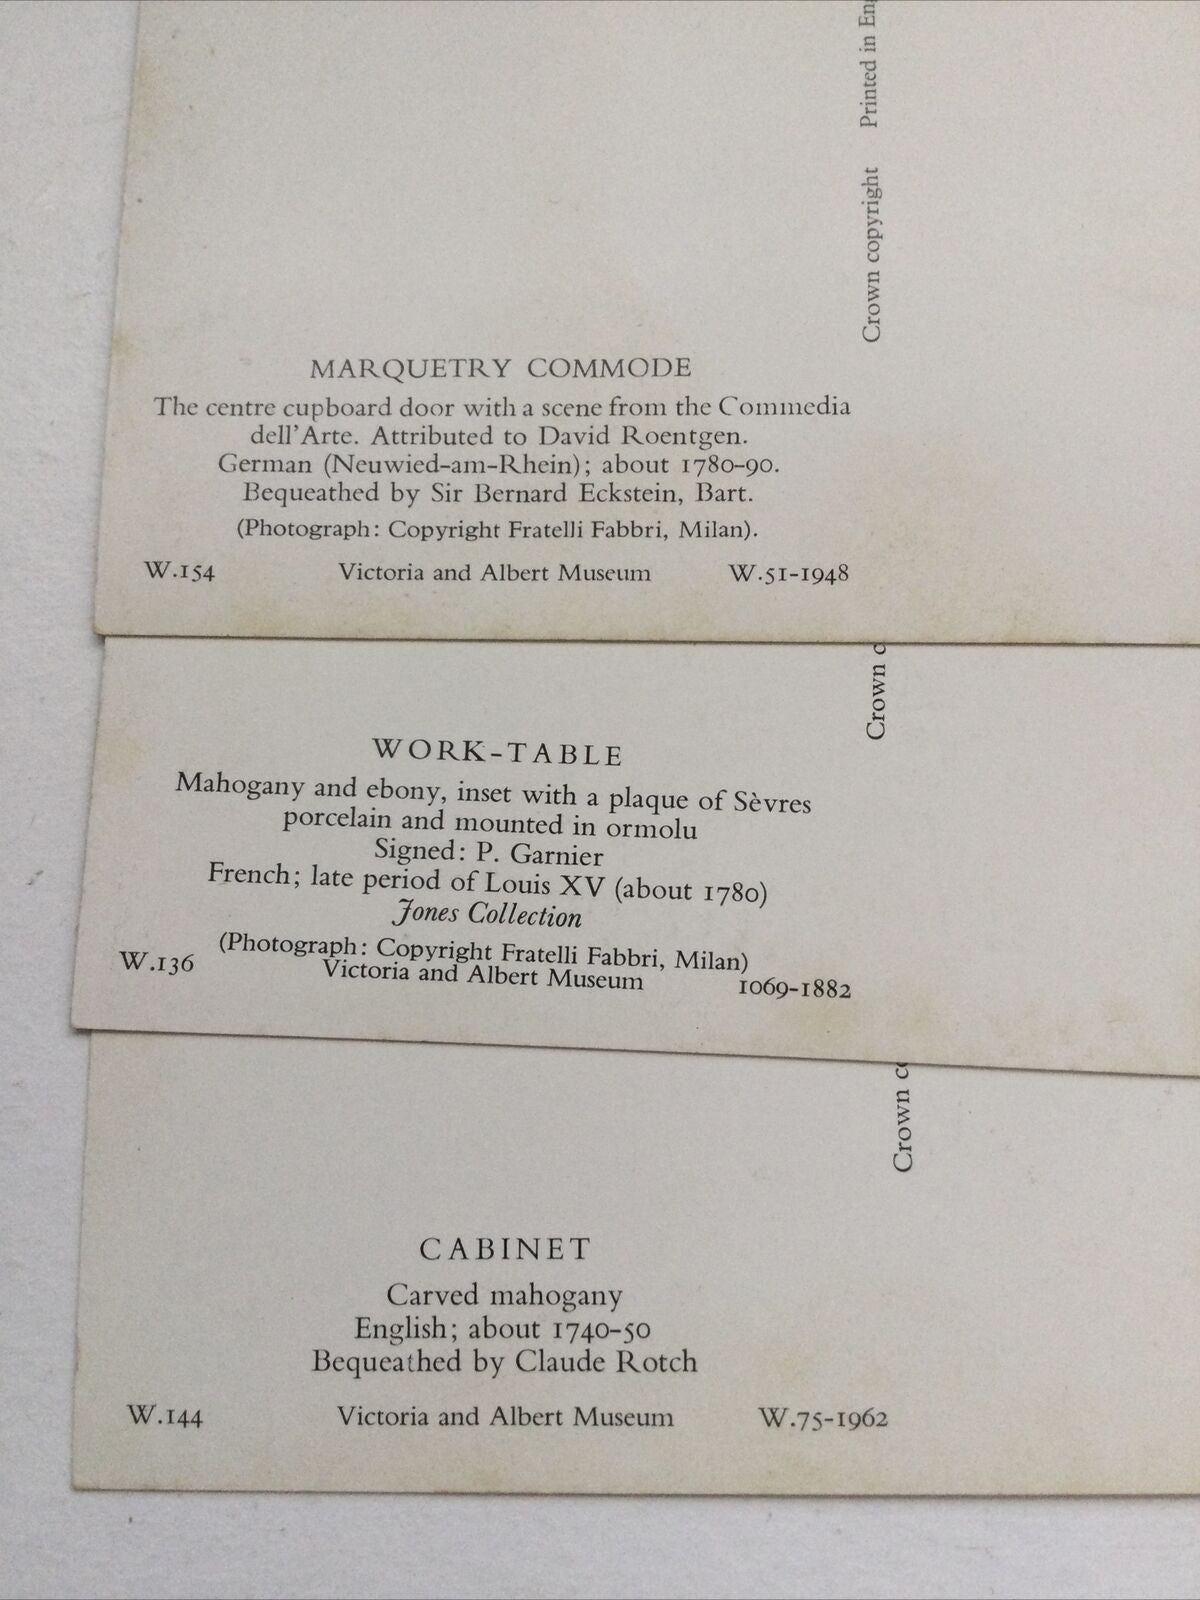 Crown copyright Printed in En
MARQUETRY COMMODE
The centre cupboard door with a scene from the Commedia
dell'Arte. Attributed to David Roentgen.
German (Neuwied-am-Rhein); about 1780-90.
Bequeathed by Sir Bernard Eckstein, Bart.
(Photograph: Copyright Fratelli Fabbri, Milan).
W.154 Victoria and Albert Museum W.51-1948
Crown c
WORK-TABLE
Mahogany and ebony, inset with a plaque of Sèvres
porcelain and mounted in ormolu
Signed: P. Garnier
French; late period of Louis XV (about 1780)
Jones Collection
(Photograph: Copyright Fratelli Fabbri, Milan)
W.136 Victoria and Albert Museum 1069-1882
Crown co
CABINET
Carved mahogany
English; about 1740-50
Bequeathed by Claude Rotch
W.144 Victoria and Albert Museum W.75-1962